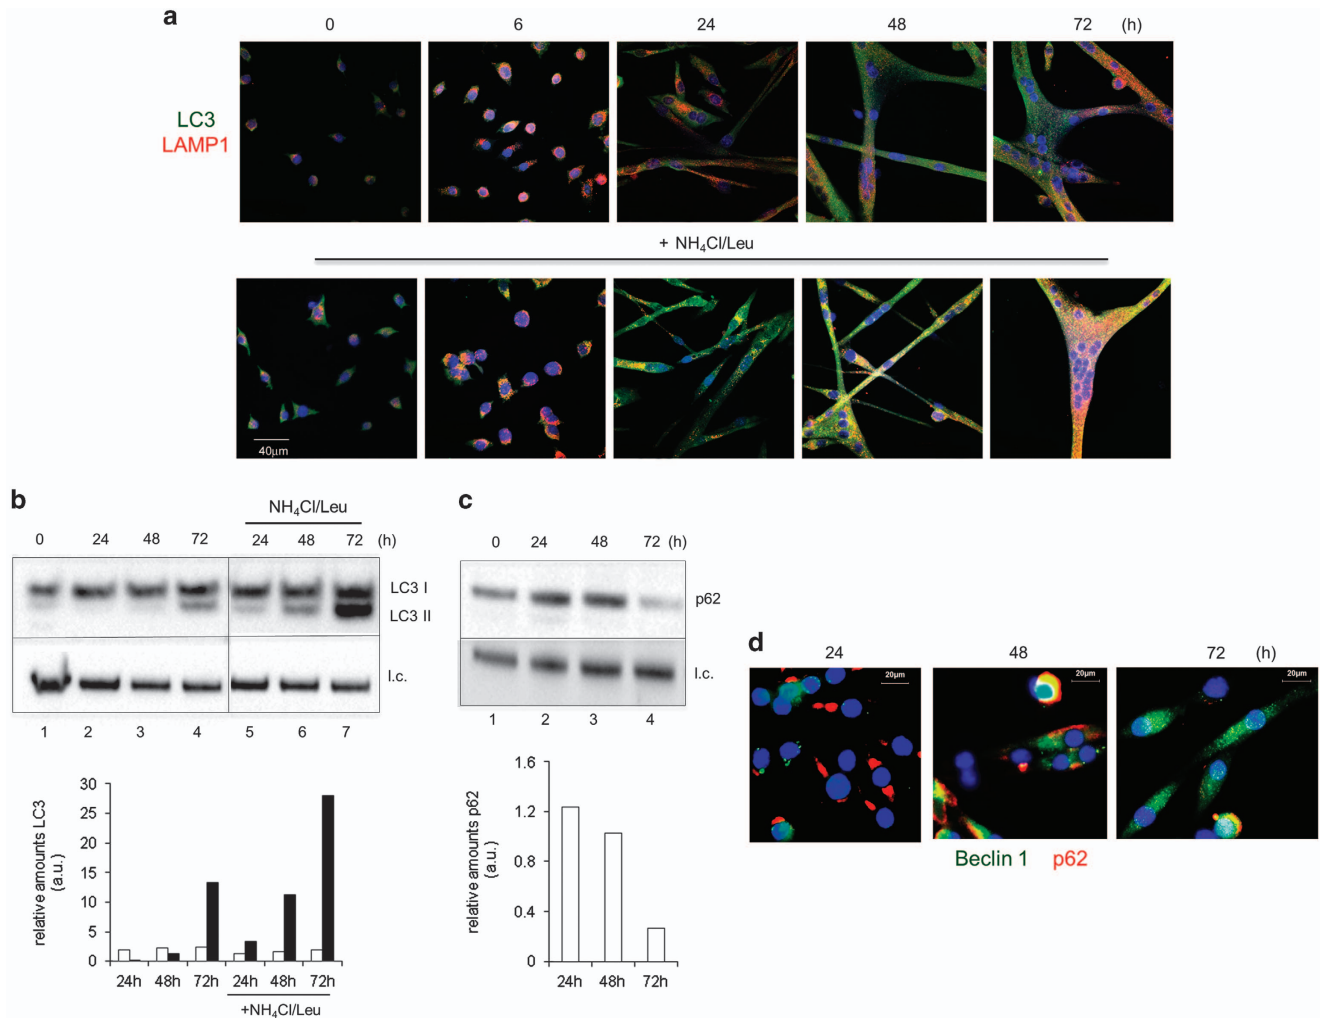 a
0 6 24 48 72 (h)
LC3
LAMP1
+ NH₄Cl/Leu
40μm
b
NH₄Cl/Leu
0 24 48 72 24 48 72 (h)
LC3 I
LC3 II
l.c.
1 2 3 4 5 6 7
relative amounts LC3
(a.u.)
30
25
20
15
10
5
0
24h 48h 72h 24h 48h 72h
+NH₄Cl/Leu
c
0 24 48 72 (h)
p62
l.c.
1 2 3 4
relative amounts p62
(a.u.)
1.6
1.2
0.8
0.4
0
24h 48h 72h
d
24 48 72 (h)
20μm 20μm 20μm
Beclin 1 p62